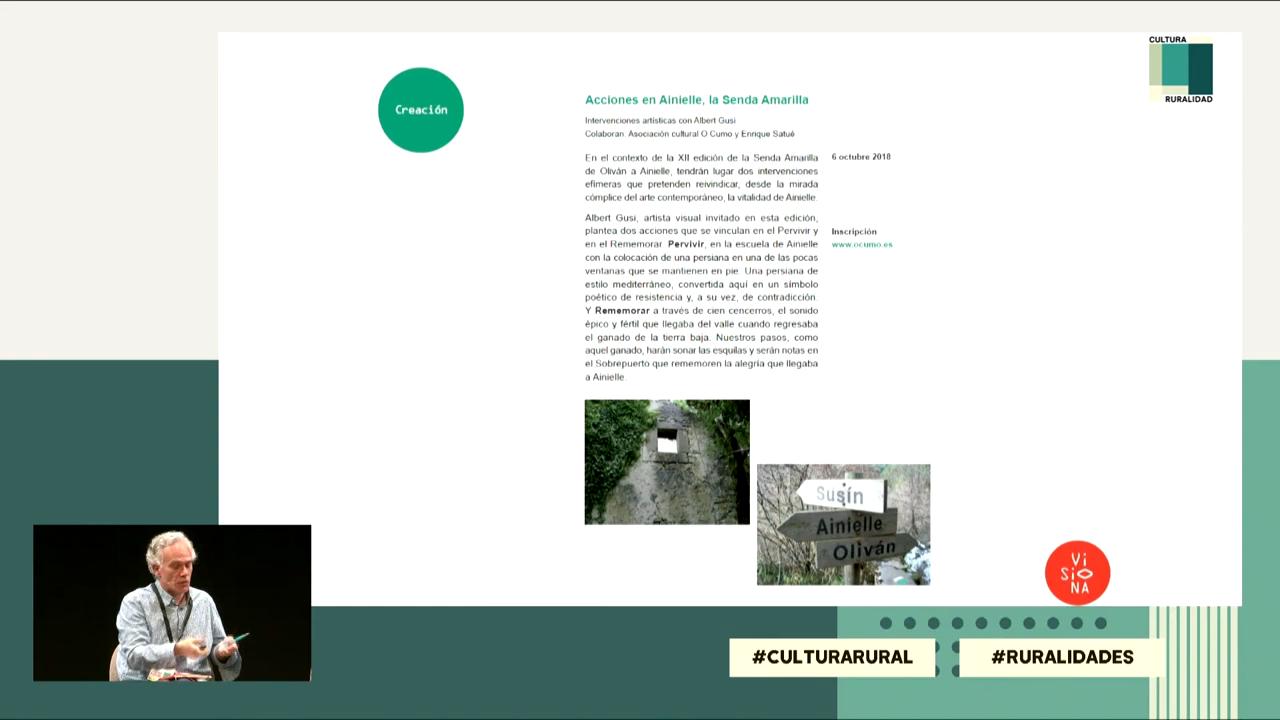 CULTURA
RURALIDAD
Creación
Acciones en Ainielle, la Senda Amarilla
Intervenciones artísticas con Albert Gusi
Colaboran: Asociación cultural O Cumo y Enrique Satué
En el contexto de la XII edición de la Senda Amarilla
de Oliván a Ainielle, tendrán lugar dos intervenciones
efímeras que pretenden reivindicar, desde la mirada
cómplice del arte contemporáneo, la vitalidad de Ainielle.
6 octubre 2018
Albert Gusi, artista visual invitado en esta edición,
plantea dos acciones que se vinculan en el Pervivir y
en el Rememorar. Pervivir, en la escuela de Ainielle
con la colocación de una persiana en una de las pocas
ventanas que se mantienen en pie. Una persiana de
estilo mediterráneo, convertida aquí en un símbolo
poético de resistencia y, a su vez, de contradicción.
Y Rememorar a través de cien cencerros, el sonido
épico y fértil que llegaba del valle cuando regresaba
el ganado de la tierra baja. Nuestros pasos, como
aquel ganado, harán sonar las esquilas y serán notas en
el Sobrepuerto que rememoren la alegría que llegaba
a Ainielle.
Inscripción
www.ocumo.es
Susín
Ainielle
Oliván
Vi
SiO
NA
#CULTURARURAL
#RURALIDADES